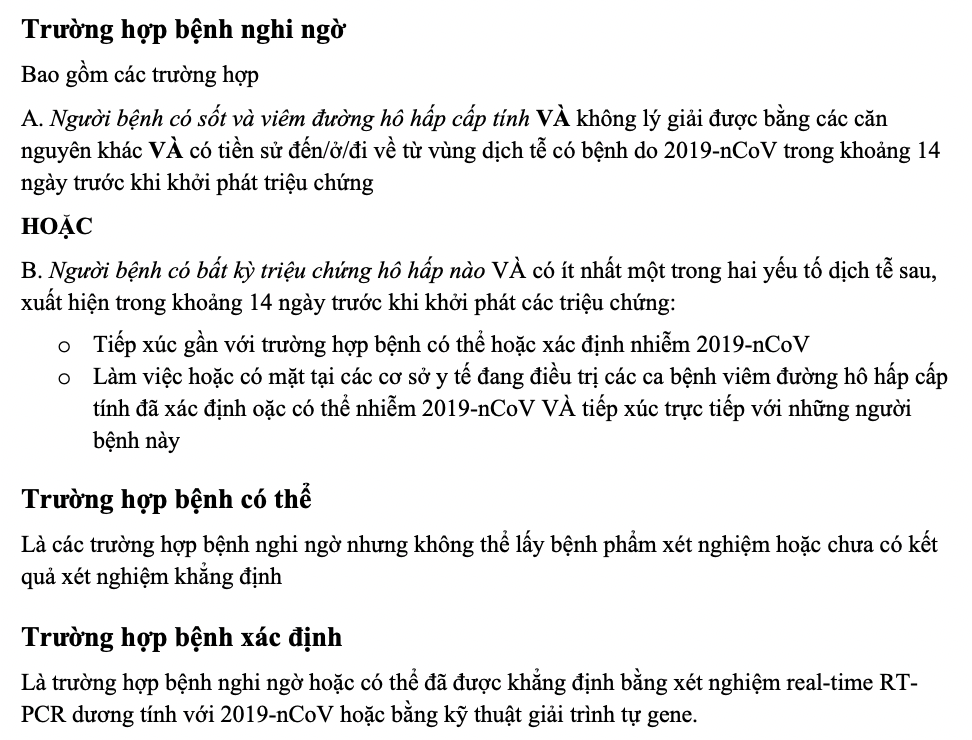 Trường hợp bệnh nghi ngờ
Bao gồm các trường hợp
A. Người bệnh có sốt và viêm đường hô hấp cấp tính VÀ không lý giải được bằng các căn
nguyên khác VÀ có tiền sử đến/ở/đi về từ vùng dịch tễ có bệnh do 2019-nCoV trong khoảng 14
ngày trước khi khởi phát triệu chứng
HOẶC
B. Người bệnh có bất kỳ triệu chứng hô hấp nào VÀ có ít nhất một trong hai yếu tố dịch tễ sau,
xuất hiện trong khoảng 14 ngày trước khi khởi phát các triệu chứng:
o Tiếp xúc gần với trường hợp bệnh có thể hoặc xác định nhiễm 2019-nCoV
o Làm việc hoặc có mặt tại các cơ sở y tế đang điều trị các ca bệnh viêm đường hô hấp cấp
tính đã xác định oặc có thể nhiễm 2019-nCoV VÀ tiếp xúc trực tiếp với những người
bệnh này
Trường hợp bệnh có thể
Là các trường hợp bệnh nghi ngờ nhưng không thể lấy bệnh phẩm xét nghiệm hoặc chưa có kết
quả xét nghiệm khẳng định
Trường hợp bệnh xác định
Là trường hợp bệnh nghi ngờ hoặc có thể đã được khẳng định bằng xét nghiệm real-time RT-
PCR dương tính với 2019-nCoV hoặc bằng kỹ thuật giải trình tự gene.